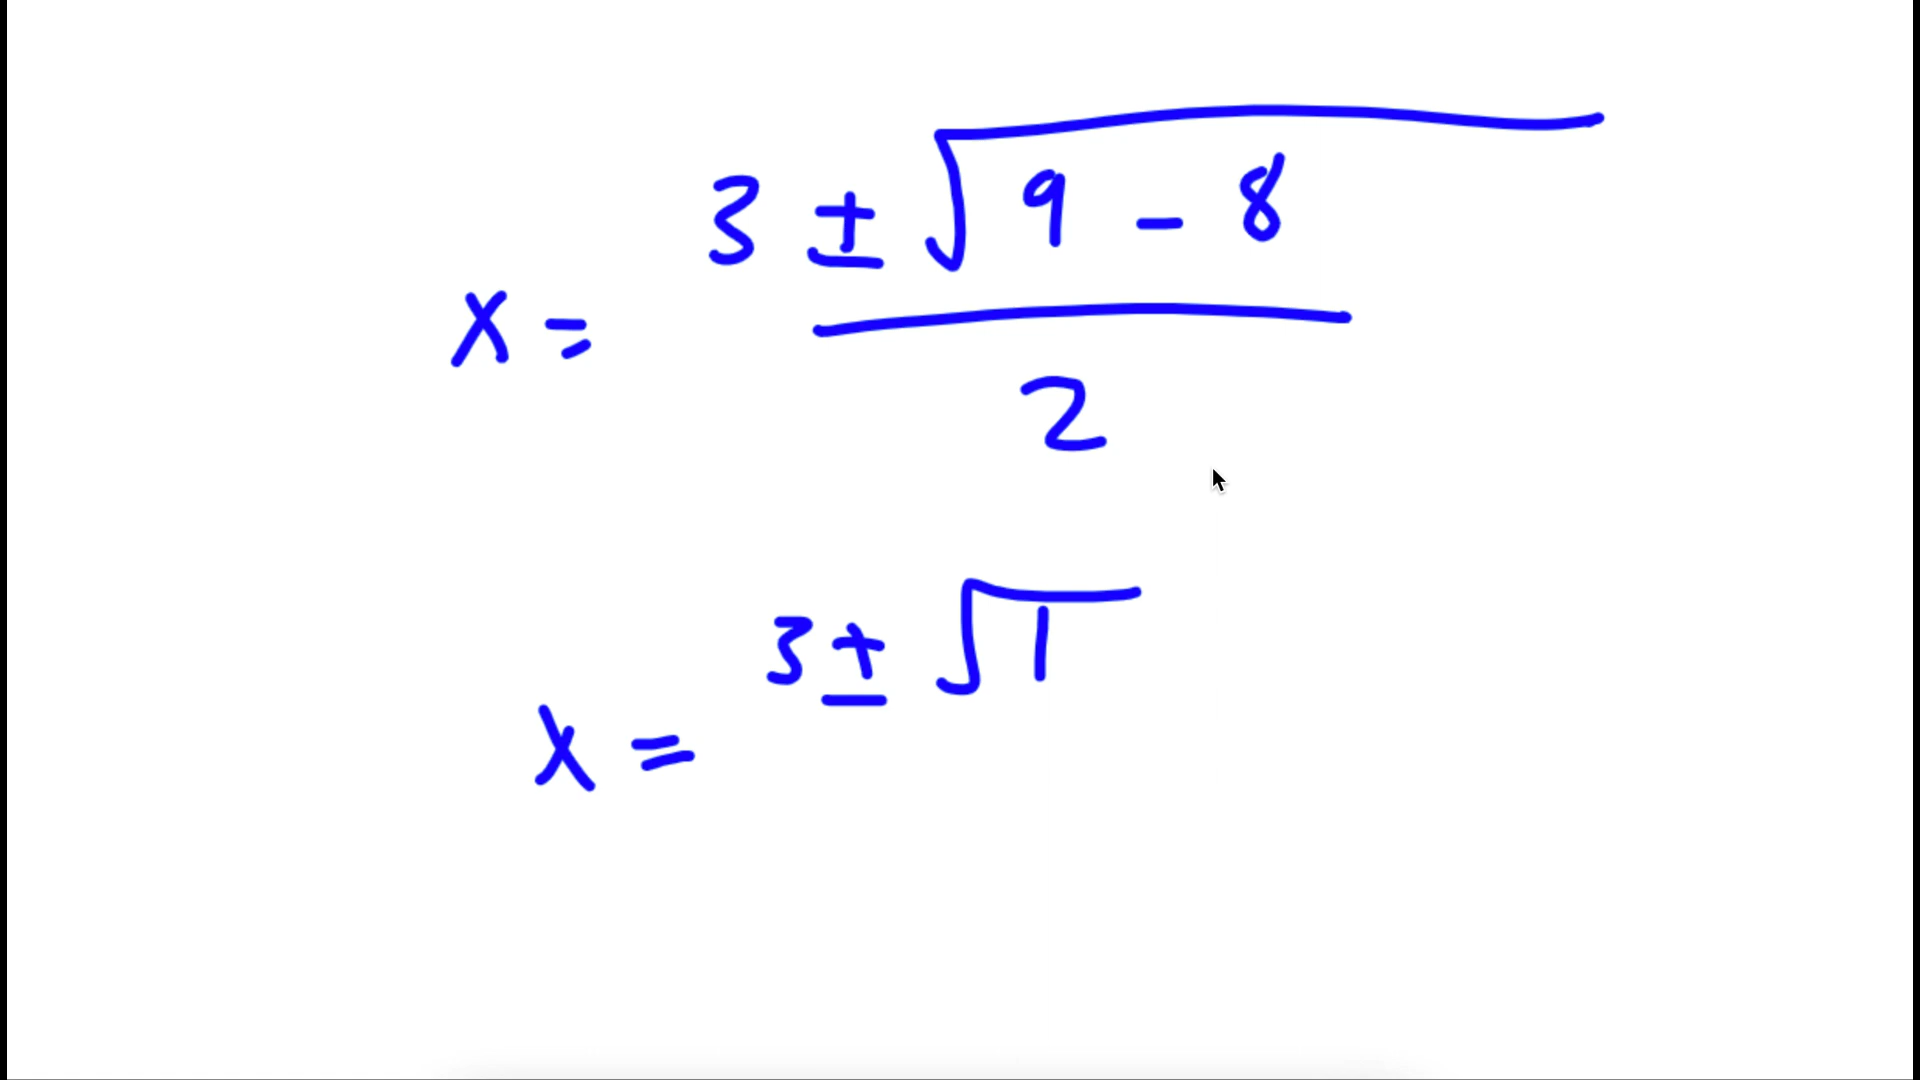 x = 3 ± √9 - 8 / 2
x = 3 ± √1